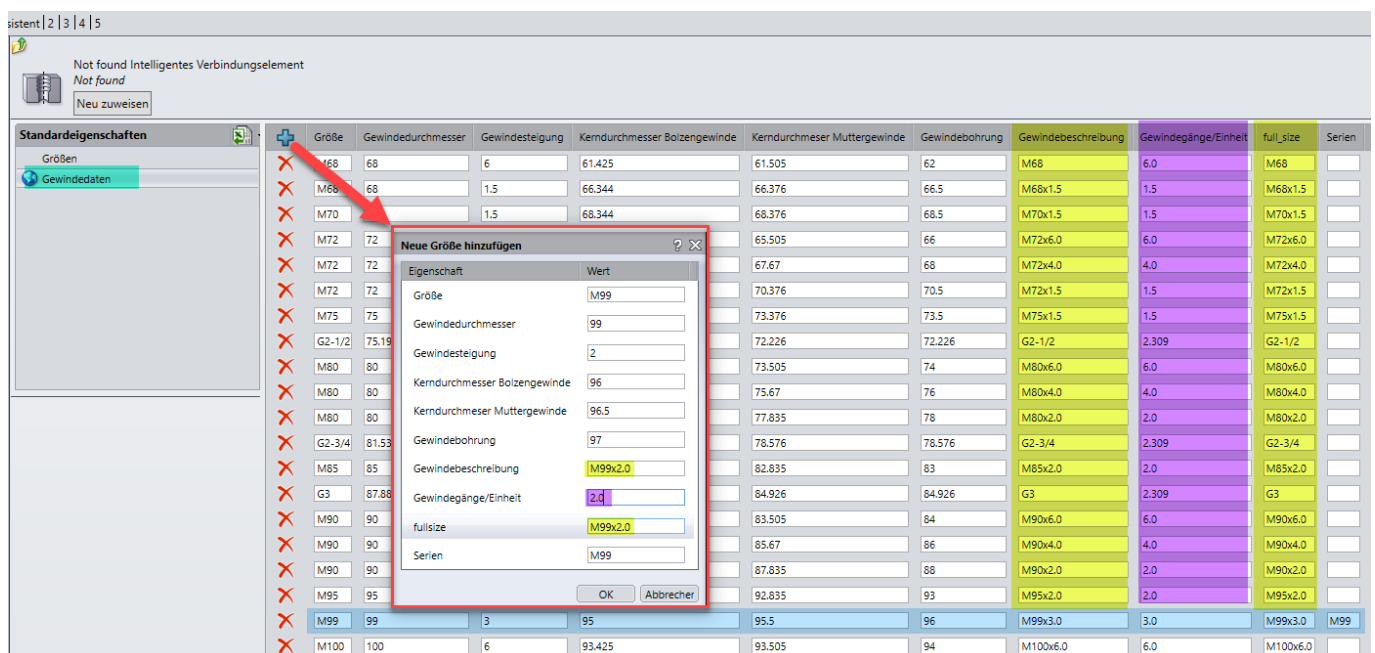 sistent 2 3 4 5
Not found Intelligentes Verbindungselement
Not found
Neu zuweisen
Standardeigenschaften
Größen
Gewindedaten
Größe Gewindedurchmesser Gewindesteigung Kerndurchmesser Bolzengewinde Kerndurchmeser Muttergewinde Gewindebohrung Gewindebeschreibung Gewindegänge/Einheit full_size Serien
M68 68 6 61.425 61.505 62 M68 6.0 M68
M68 68 1.5 66.344 66.376 66.5 M68x1.5 1.5 M68x1.5
M70 1.5 68.344 68.376 68.5 M70x1.5 1.5 M70x1.5
M72 72 65.505 66 M72x6.0 6.0 M72x6.0
M72 72 67.67 68 M72x4.0 4.0 M72x4.0
M72 72 70.376 70.5 M72x1.5 1.5 M72x1.5
M75 75 73.376 73.5 M75x1.5 1.5 M75x1.5
G2-1/2 75.19 72.226 72.226 G2-1/2 2.309 G2-1/2
M80 80 73.505 74 M80x6.0 6.0 M80x6.0
M80 80 75.67 76 M80x4.0 4.0 M80x4.0
M80 80 77.835 78 M80x2.0 2.0 M80x2.0
G2-3/4 81.53 78.576 78.576 G2-3/4 2.309 G2-3/4
M85 85 82.835 83 M85x2.0 2.0 M85x2.0
G3 87.88 84.926 84.926 G3 2.309 G3
M90 90 83.505 84 M90x6.0 6.0 M90x6.0
M90 90 85.67 86 M90x4.0 4.0 M90x4.0
M90 90 87.835 88 M90x2.0 2.0 M90x2.0
M95 95 92.835 93 M95x2.0 2.0 M95x2.0
M99 99 3 95 95.5 96 M99x3.0 3.0 M99x3.0 M99
M100 100 6 93.425 93.505 94 M100x6.0 6.0 M100x6.0
Neue Größe hinzufügen ?
Eigenschaft Wert
Größe M99
Gewindedurchmesser 99
Gewindesteigung 2
Kerndurchmesser Bolzengewinde 96
Kerndurchmeser Muttergewinde 96.5
Gewindebohrung 97
Gewindebeschreibung M99x2.0
Gewindegänge/Einheit 2.0
fullsize M99x2.0
Serien M99
OK Abbrecher